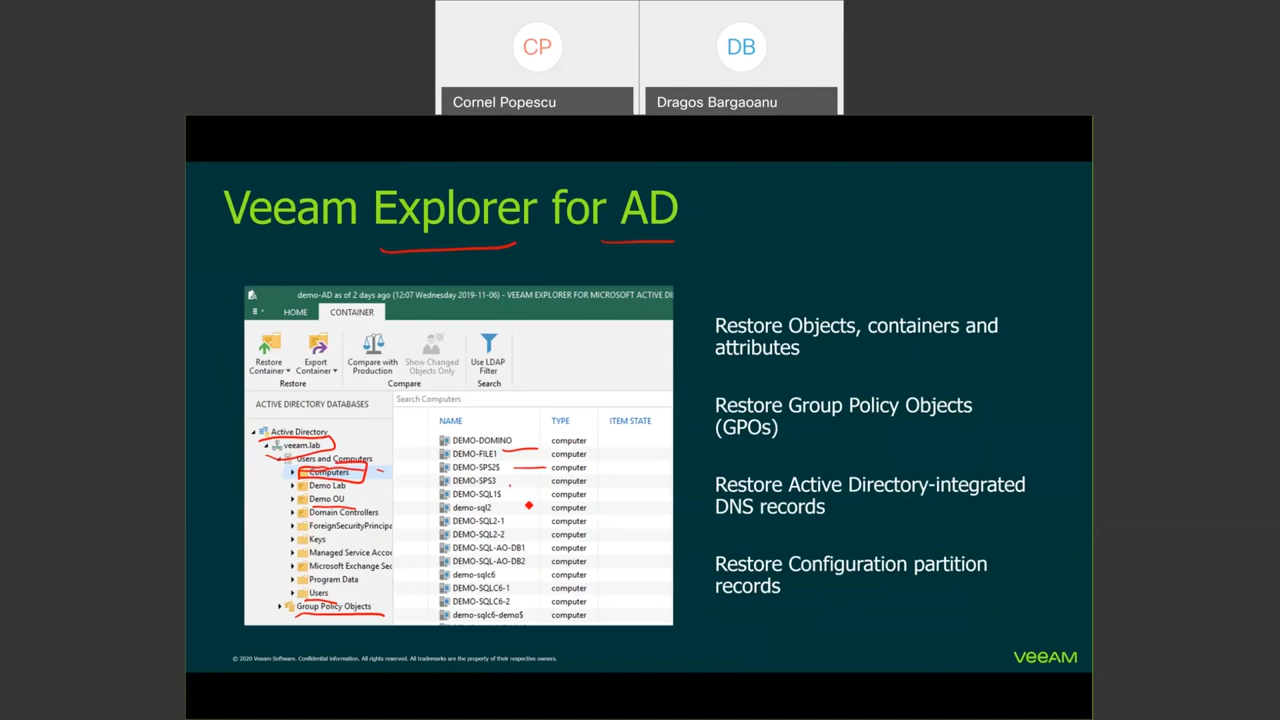 CP
DB
Cornel Popescu
Dragos Bargaoanu
Veeam Explorer for AD
demo-AD as of 2 days ago (12:07 Wednesday 2019-11-06) - VEEAM EXPLORER FOR MICROSOFT ACTIVE DI
HOME
CONTAINER
Restore
Container
Export
Container
Compare with
Production
Show Changed
Objects Only
Use LDAP
Filter
Restore
Compare
Search
ACTIVE DIRECTORY DATABASES
Search Computers
NAME
TYPE
ITEM STATE
Active Directory
veeam.lab
Users and Computers
Computers
Demo Lab
Demo OU
Domain Controllers
ForeignSecurityPrincipa
Keys
Managed Service Accou
Microsoft Exchange Sec
Program Data
Users
Group Policy Objects
DEMO-DOMINO computer
DEMO-FILE1 computer
DEMO-SPS2$ computer
DEMO-SPS3 computer
DEMO-SQL1$ computer
demo-sql2 computer
DEMO-SQL2-1 computer
DEMO-SQL2-2 computer
DEMO-SQL-AO-DB1 computer
DEMO-SQL-AO-DB2 computer
demo-sqlc6 computer
DEMO-SQLC6-1 computer
DEMO-SQLC6-2 computer
demo-sqlc6-demo$ computer
Restore Objects, containers and
attributes
Restore Group Policy Objects
(GPOs)
Restore Active Directory-integrated
DNS records
Restore Configuration partition
records
© 2020 Veeam Software. Confidential information. All rights reserved. All trademarks are the property of their respective owners.
VEEAM